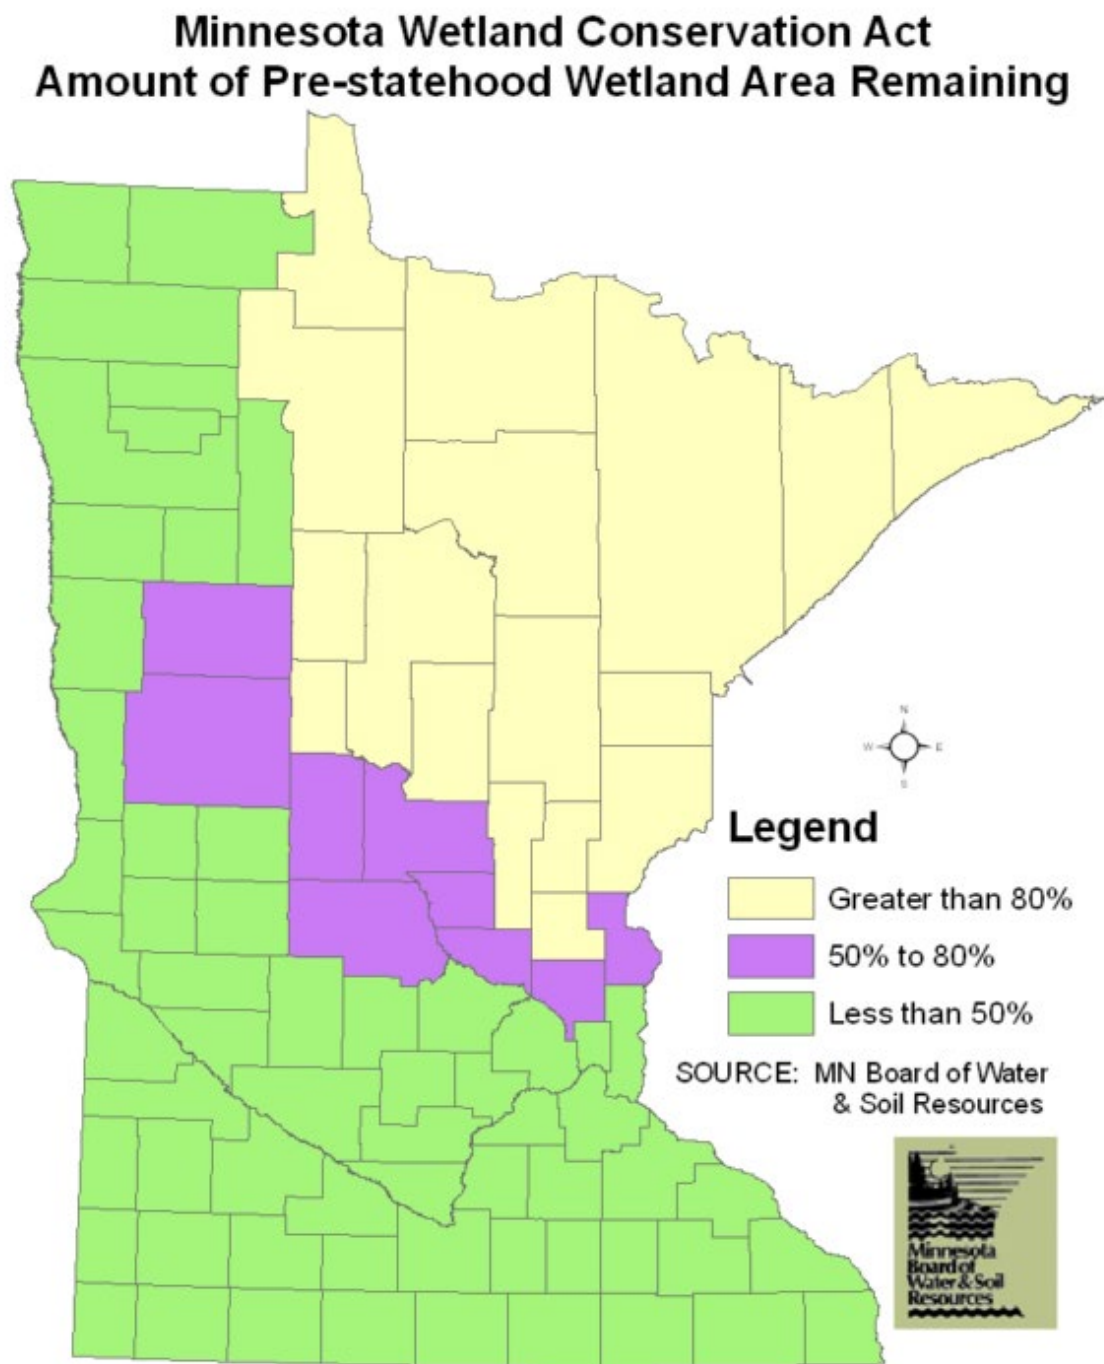 Minnesota Wetland Conservation Act
Amount of Pre-statehood Wetland Area Remaining
N
W E
S
Legend
Greater than 80%
50% to 80%
Less than 50%
SOURCE: MN Board of Water
& Soil Resources
Minnesota
Board of
Water & Soil
Resources